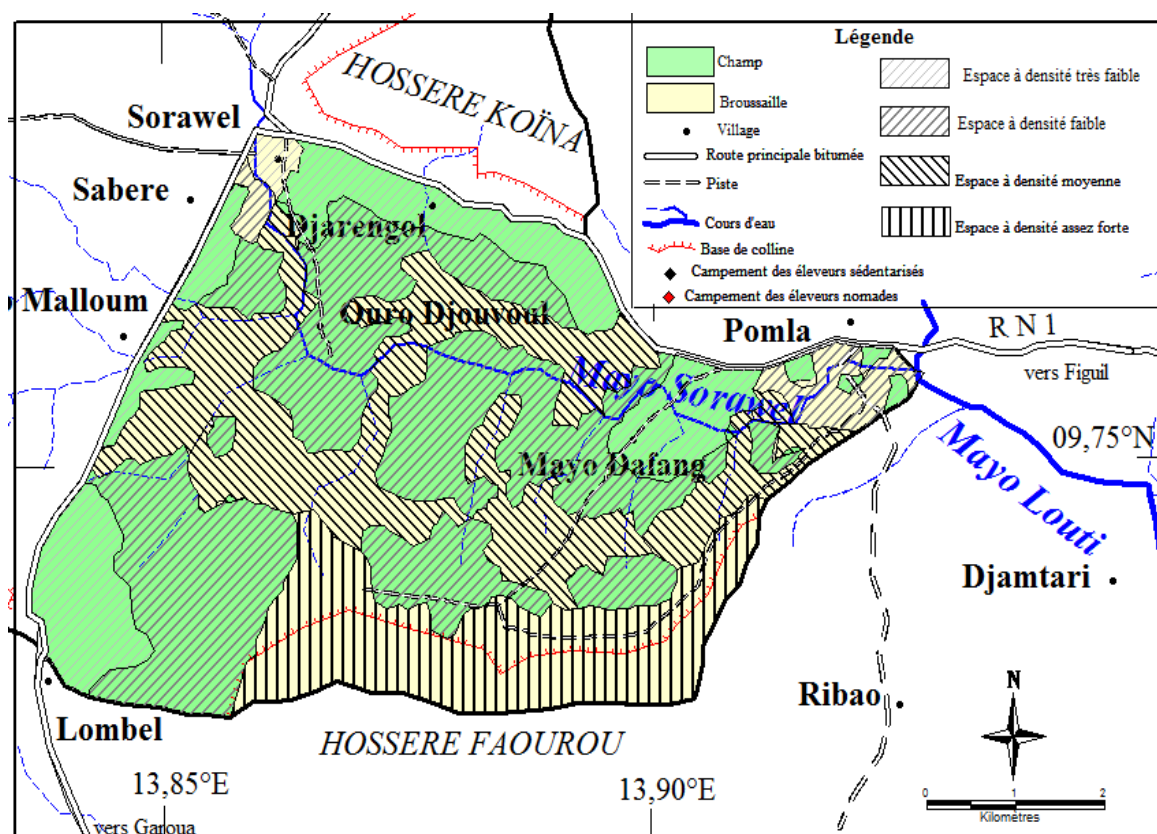 Légende
Champ
Broussaille
Village
Route principale bitumée
Piste
Cours d'eau
Base de colline
Campement des éleveurs sédentarisés
Campement des éleveurs nomades
Espace à densité très faible
Espace à densité faible
Espace à densité moyenne
Espace à densité assez forte
HOSSERE KOÏNA
Sorawel
Sabere
Djarengol
Malloum
Ouro Djouvoul
Pomla
R N 1
vers Figuil
Mayo Sorawel
09,75°N
Mayo Dafang
Mayo Louti
Djamtari
Ribao
Lombel
HOSSERE FAOUROU
N
13,85°E
13,90°E
0 1 2
Kilomètres
vers Garoua